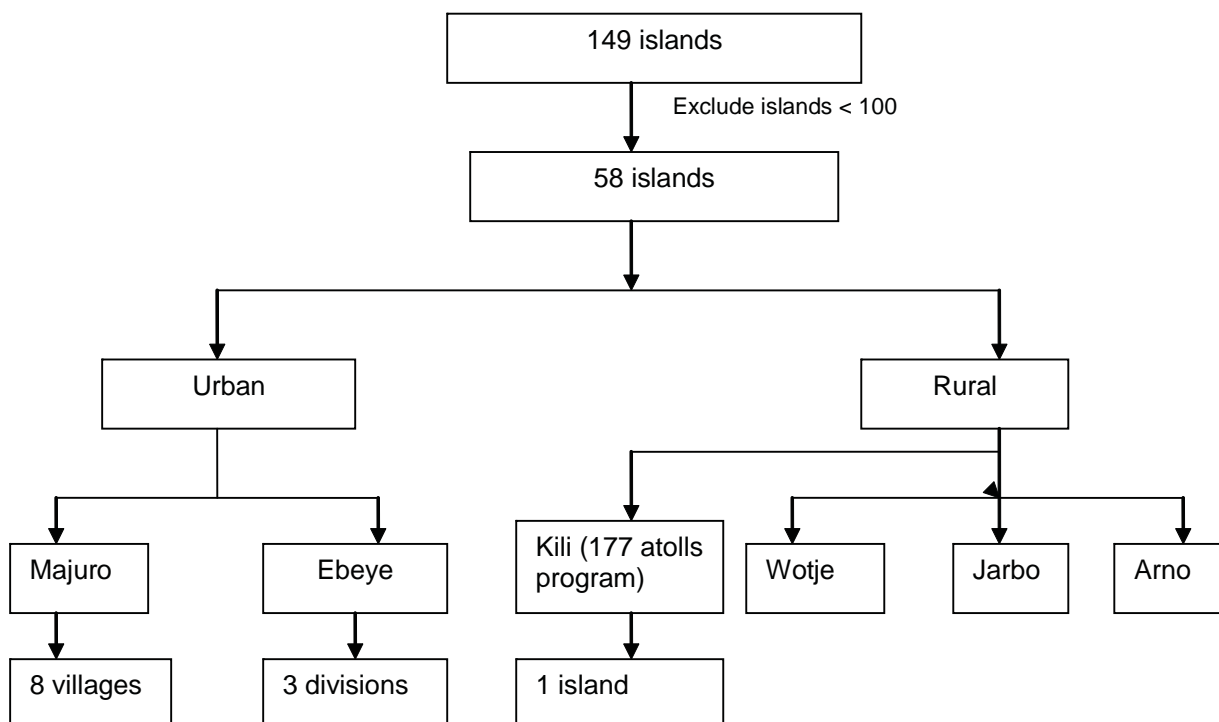 149 islands
Exclude islands < 100
58 islands
Urban
Rural
Majuro
Ebeye
Kili (177 atolls
program)
Wotje
Jarbo
Arno
8 villages
3 divisions
1 island